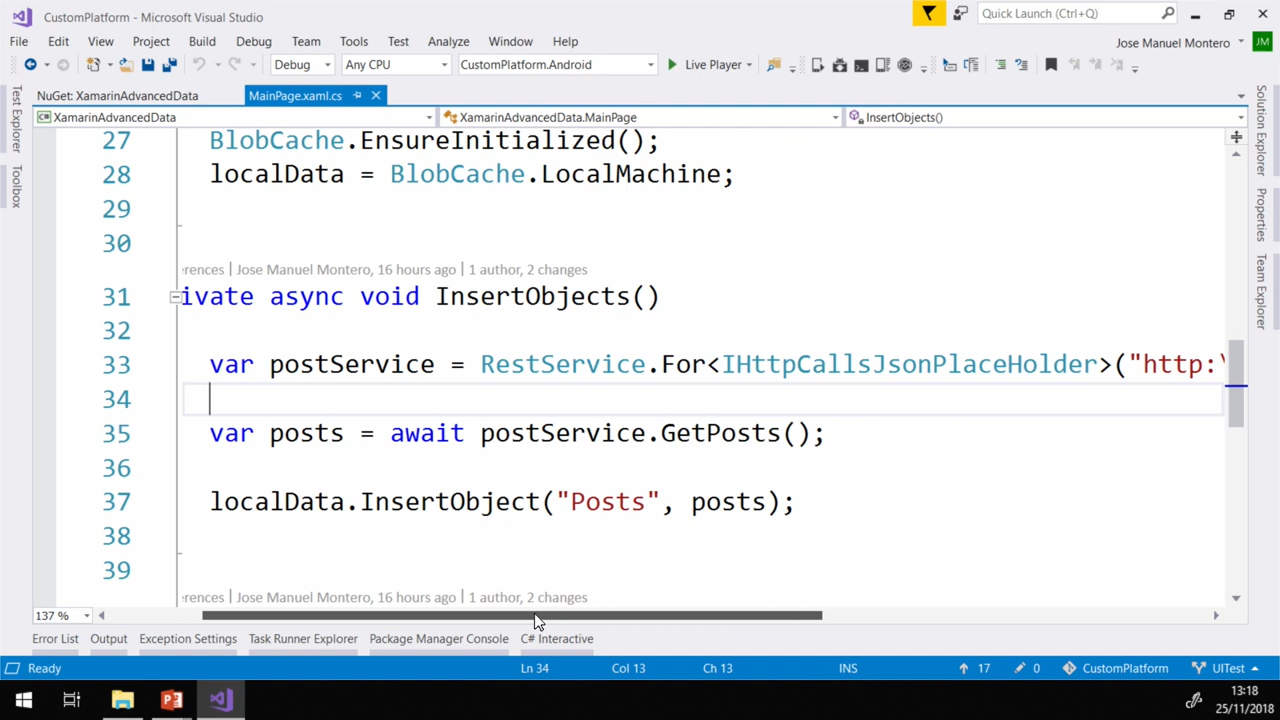 CustomPlatform - Microsoft Visual Studio
Quick Launch (Ctrl+Q)
File Edit View Project Build Debug Team Tools Test Analyze Window Help
Jose Manuel Montero JM
Debug Any CPU CustomPlatform.Android Live Player
NuGet: XamarinAdvancedData MainPage.xaml.cs
XamarinAdvancedData XamarinAdvancedData.MainPage InsertObjects()
Test Explorer
Toolbox
Solution Explorer
Properties
Team Explorer
27 BlobCache.EnsureInitialized();
28 localData = BlobCache.LocalMachine;
29
30
erences | Jose Manuel Montero, 16 hours ago | 1 author, 2 changes
31 ivate async void InsertObjects()
32
33 var postService = RestService.For<IHttpCallsJsonPlaceHolder>("http:\
34
35 var posts = await postService.GetPosts();
36
37 localData.InsertObject("Posts", posts);
38
39
erences | Jose Manuel Montero, 16 hours ago | 1 author, 2 changes
137 %
Error List Output Exception Settings Task Runner Explorer Package Manager Console C# Interactive
Ready Ln 34 Col 13 Ch 13 INS 17 0 CustomPlatform UITest
13:18
25/11/2018